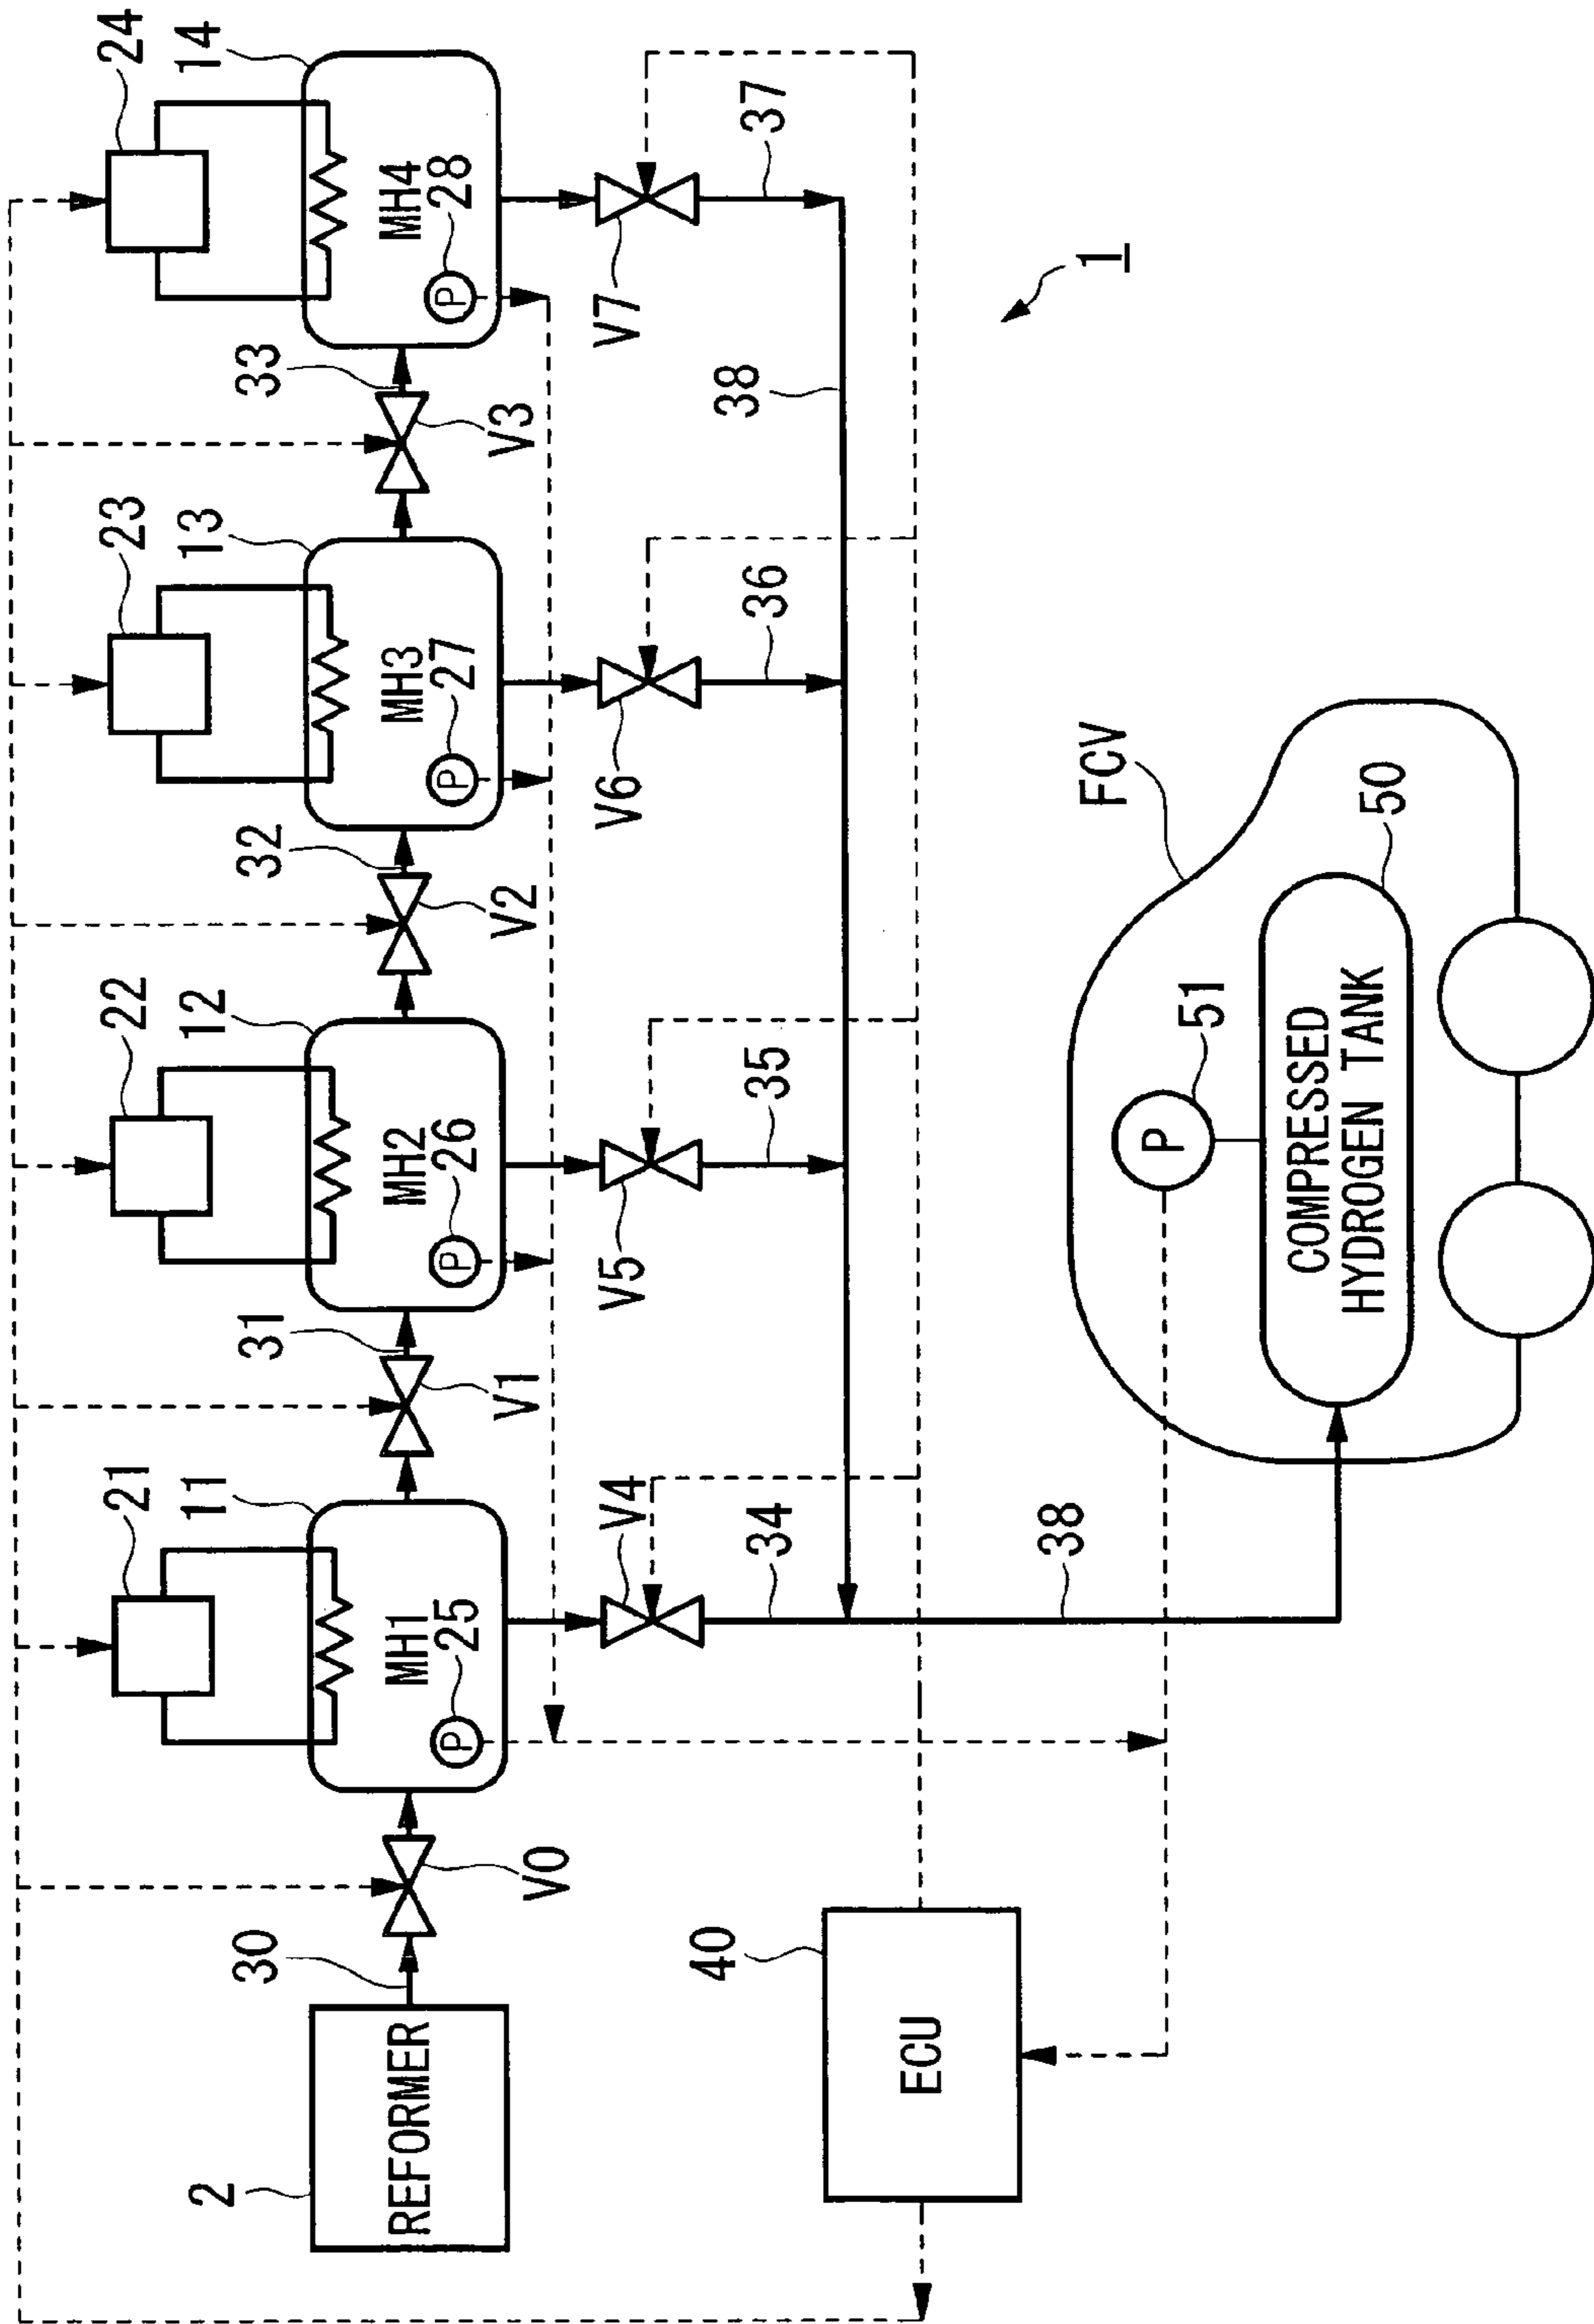 24
14
23
13
22
12
21
11
MH4
28
P
33
V3
MH3
27
P
32
V2
MH2
26
P
31
V1
MH1
25
P
V0
30
REFORMER
2
V7
37
V6
36
V5
35
V4
34
38
38
1
40
ECU
FCV
50
51
P
COMPRESSED
HYDROGEN TANK